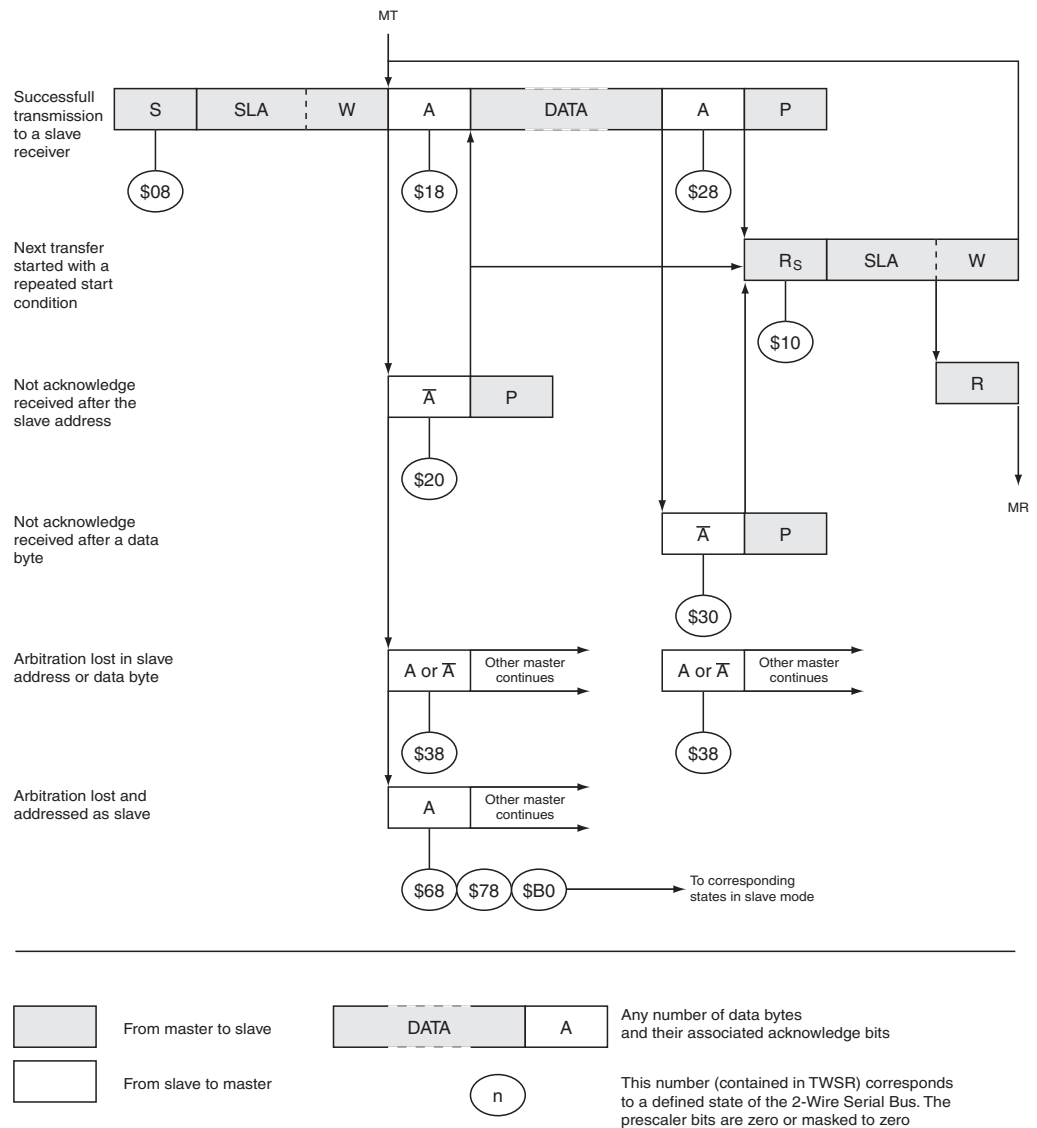 MT
Successfull
transmission
to a slave
receiver
S SLA W A DATA A P
$08 $18 $28
Next transfer
started with a
repeated start
condition
RS SLA W
$10
Not acknowledge
received after the
slave address
A̅ P
R
$20
MR
Not acknowledge
received after a data
byte
A̅ P
$30
Arbitration lost in slave
address or data byte
A or A̅ Other master
continues
A or A̅ Other master
continues
$38 $38
Arbitration lost and
addressed as slave
A Other master
continues
$68 $78 $B0
To corresponding
states in slave mode
From master to slave
DATA A
Any number of data bytes
and their associated acknowledge bits
From slave to master
n
This number (contained in TWSR) corresponds
to a defined state of the 2-Wire Serial Bus. The
prescaler bits are zero or masked to zero